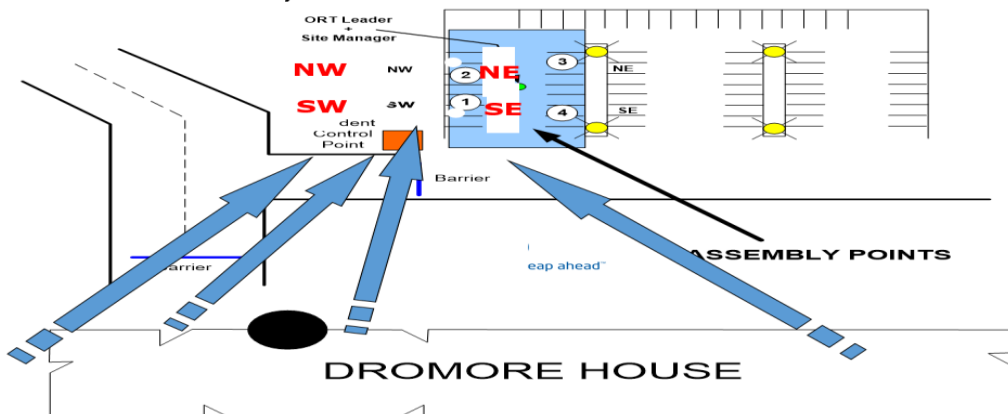 ORT Leader
+
Site Manager
NW
NW
SW
SW
2
NE
1
SE
3
4
NE
SE
dent
Control
Point
Barrier
ASSEMBLY POINTS
eap ahead™
arrier
DROMORE HOUSE